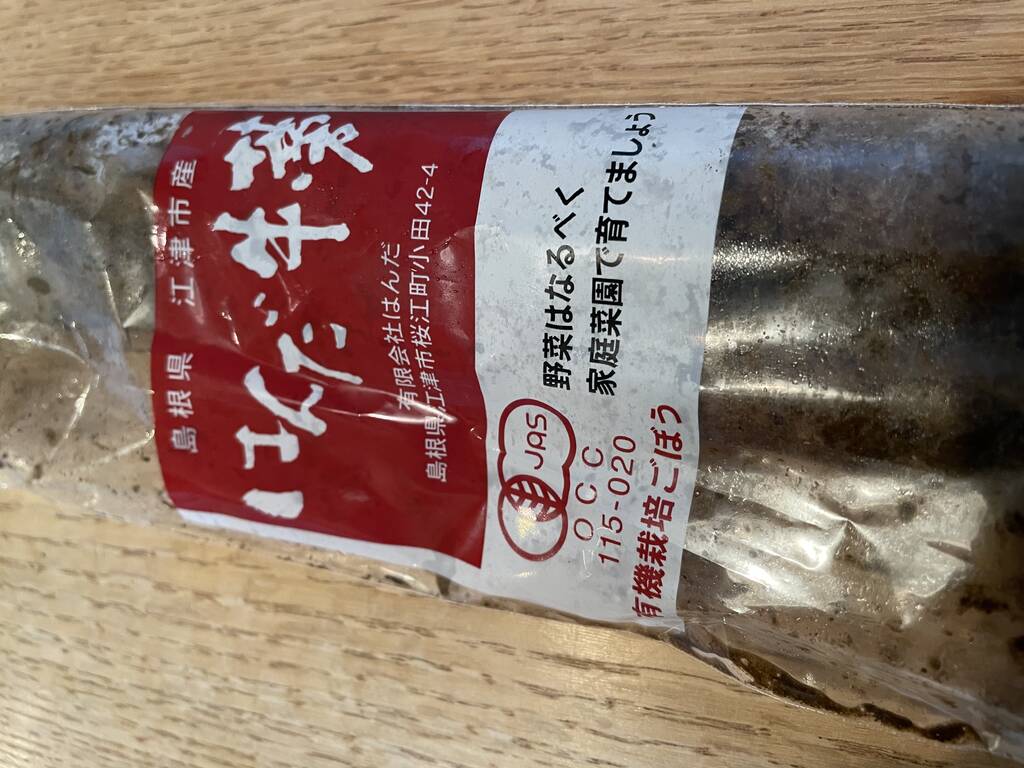 島根県 江津市産
はんだ牛蒡
有限会社はんだ
島根県江津市桜江町小田42-4
野菜はなるべく
家庭菜園で育てましょう
JAS
OCC
115-020
有機栽培ごぼう